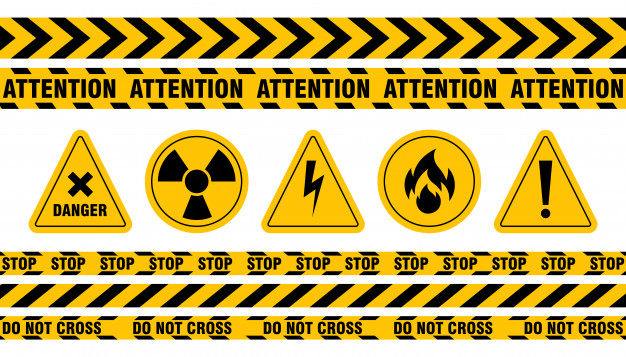 ATTENTION ATTENTION ATTENTION ATTENTION ATTENTION
DANGER
STOP STOP STOP STOP STOP STOP STOP STOP STOP STOP STOP STOP STOP
DO NOT CROSS DO NOT CROSS DO NOT CROSS DO NOT CROSS DO NOT CROSS